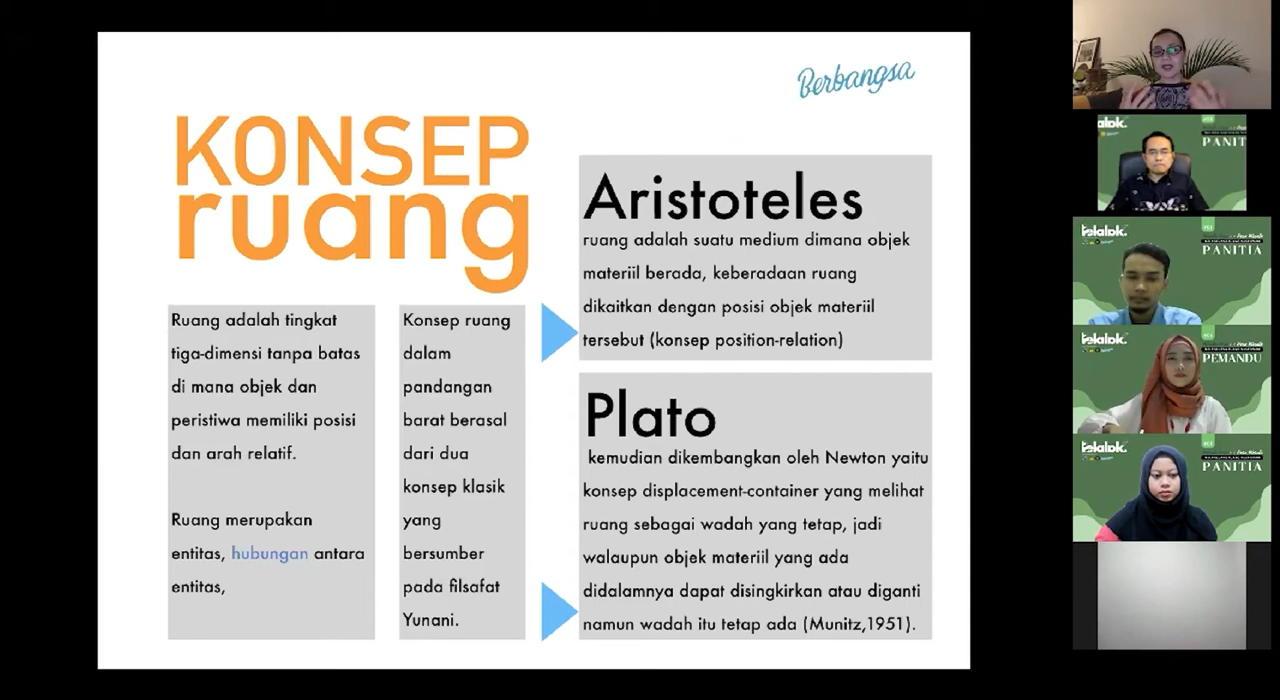 Berbangsa
KONSEP
ruang
Ruang adalah tingkat
tiga-dimensi tanpa batas
di mana objek dan
peristiwa memiliki posisi
dan arah relatif.
Ruang merupakan
entitas, hubungan antara
entitas,
Konsep ruang
dalam
pandangan
barat berasal
dari dua
konsep klasik
yang
bersumber
pada filsafat
Yunani.
Aristoteles
ruang adalah suatu medium dimana objek
materiil berada, keberadaan ruang
dikaitkan dengan posisi objek materiil
tersebut (konsep position-relation)
Plato
kemudian dikembangkan oleh Newton yaitu
konsep displacement-container yang melihat
ruang sebagai wadah yang tetap, jadi
walaupun objek materiil yang ada
didalamnya dapat disingkirkan atau diganti
namun wadah itu tetap ada (Munitz,1951).
PANIT
PANITIA
PEMANDU
PANITIA